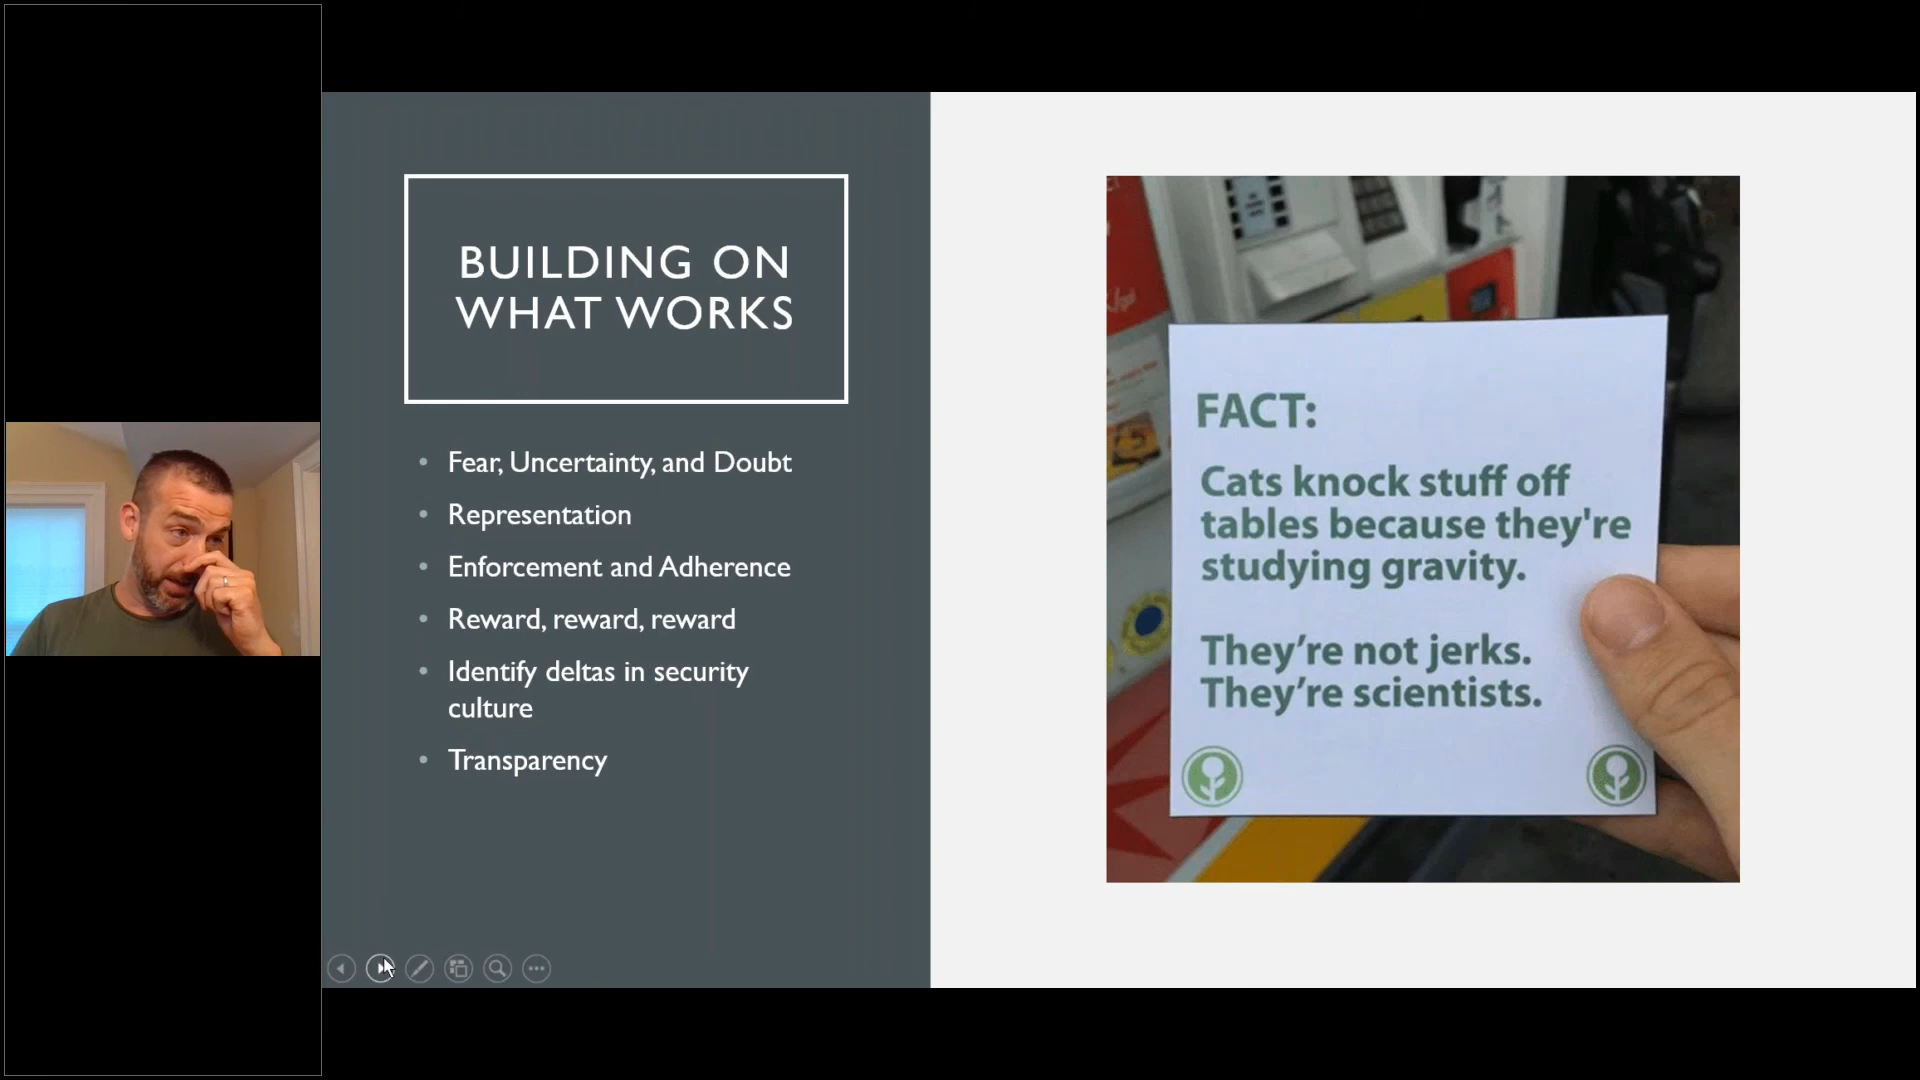 BUILDING ON
WHAT WORKS
• Fear, Uncertainty, and Doubt
• Representation
• Enforcement and Adherence
• Reward, reward, reward
• Identify deltas in security
culture
• Transparency
FACT:
Cats knock stuff off
tables because they're
studying gravity.
They’re not jerks.
They’re scientists.